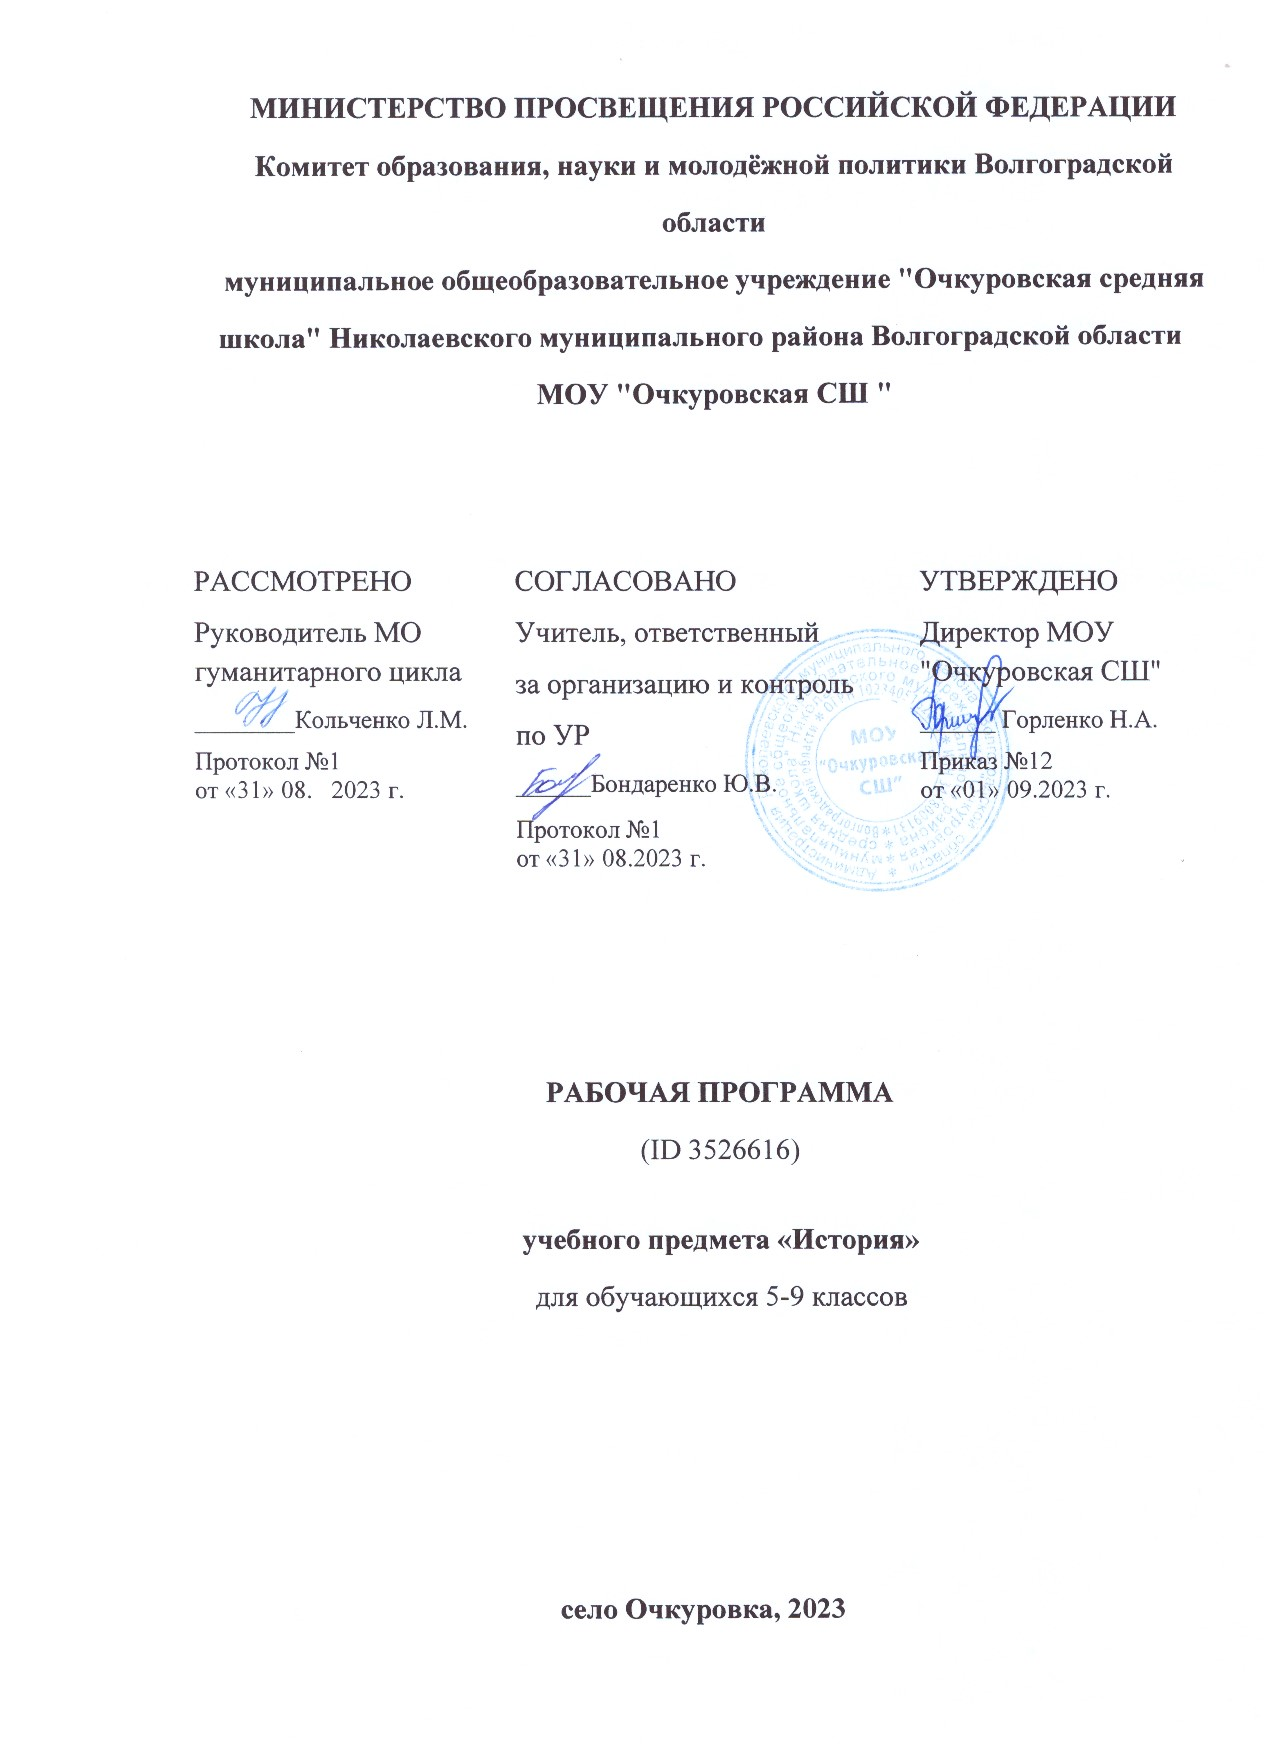 МИНИСТЕРСТВО ПРОСВЕЩЕНИЯ РОССИЙСКОЙ ФЕДЕРАЦИИ
Комитет образования, науки и молодёжной политики Волгоградской
области
муниципальное общеобразовательное учреждение "Очкуровская средняя
школа" Николаевского муниципального района Волгоградской области
МОУ "Очкуровская СШ "
РАССМОТРЕНО
Руководитель МО
гуманитарного цикла
Кольченко Л.М.
Протокол №1
от «31» 08. 2023 г.
СОГЛАСОВАНО
Учитель, ответственный
за организацию и контроль
по УР
Бондаренко Ю.В.
Протокол №1
от «31» 08.2023 г.
УТВЕРЖДЕНО
Директор МОУ
"Очкуровская СШ"
Горленко Н.А.
Приказ №12
от «01» 09.2023 г.
МОУ
"Очкуровская
СШ"
РАБОЧАЯ ПРОГРАММА
(ID 3526616)
учебного предмета «История»
для обучающихся 5-9 классов
село Очкуровка, 2023